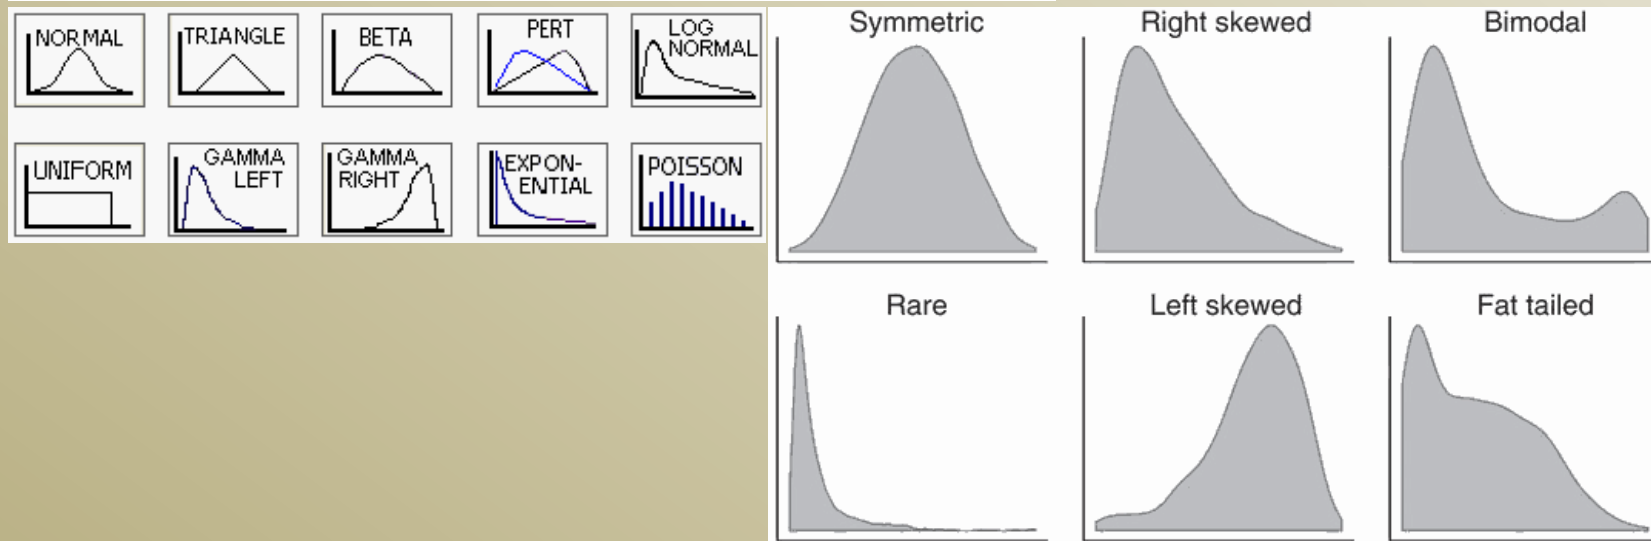 NORMAL
TRIANGLE
BETA
PERT
LOG
NORMAL
UNIFORM
GAMMA
LEFT
GAMMA
RIGHT
EXPON-
ENTIAL
POISSON
Symmetric
Right skewed
Bimodal
Rare
Left skewed
Fat tailed